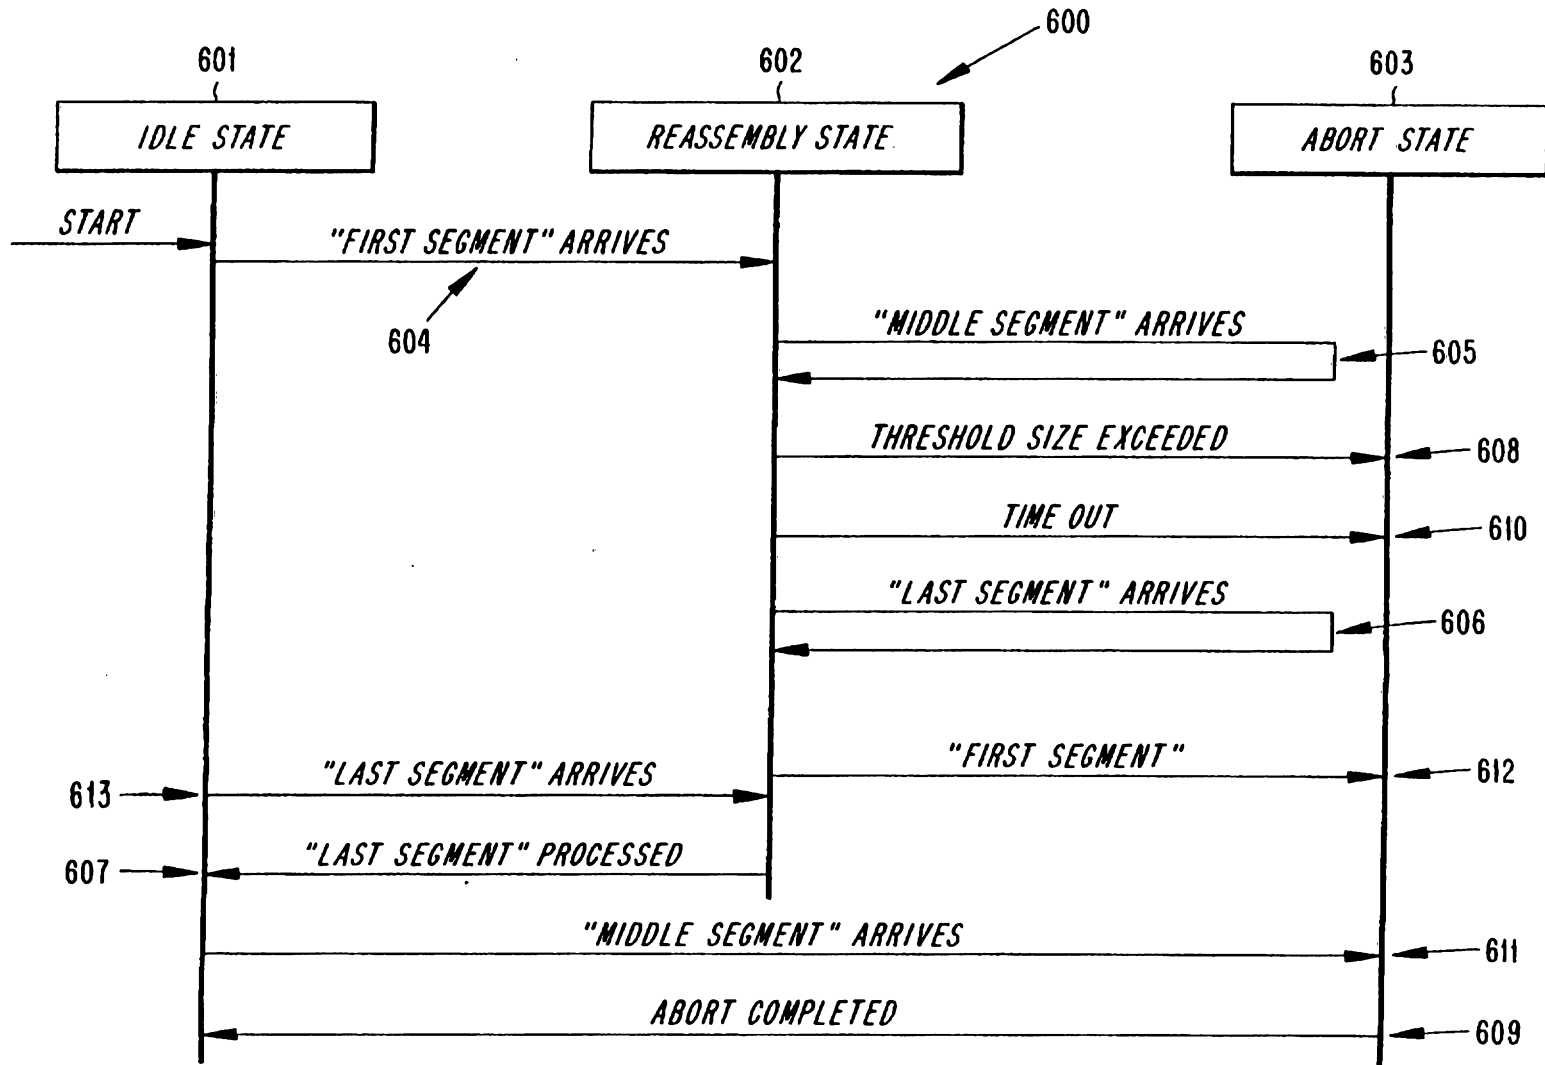 600
601
602
603
IDLE STATE
REASSEMBLY STATE
ABORT STATE
START
"FIRST SEGMENT" ARRIVES
604
"MIDDLE SEGMENT" ARRIVES
605
THRESHOLD SIZE EXCEEDED
608
TIME OUT
610
"LAST SEGMENT" ARRIVES
606
"FIRST SEGMENT"
612
613
"LAST SEGMENT" ARRIVES
607
"LAST SEGMENT" PROCESSED
"MIDDLE SEGMENT" ARRIVES
611
ABORT COMPLETED
609